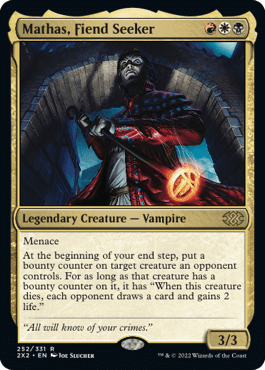 Mathas, Fiend Seeker
Legendary Creature — Vampire
Menace
At the beginning of your end step, put a
bounty counter on target creature an opponent
controls. For as long as that creature has a
bounty counter on it, it has “When this creature
dies, each opponent draws a card and gains 2
life.”
“All will know of your crimes.”
3/3
252/331 R
2X2 • EN Joe Slucher
™ & © 2022 Wizards of the Coast